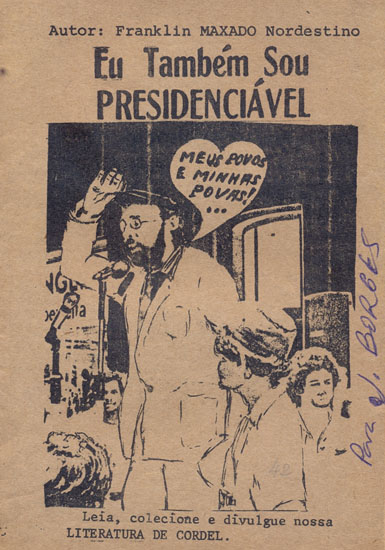 Autor: Franklin MAXADO Nordestino
Eu Também Sou
PRESIDENCIÁVEL
MEUS POVOS
E MINHAS
POVAS!
...
Para J. BORGES
Leia, colecione e divulgue nossa
LITERATURA DE CORDEL.